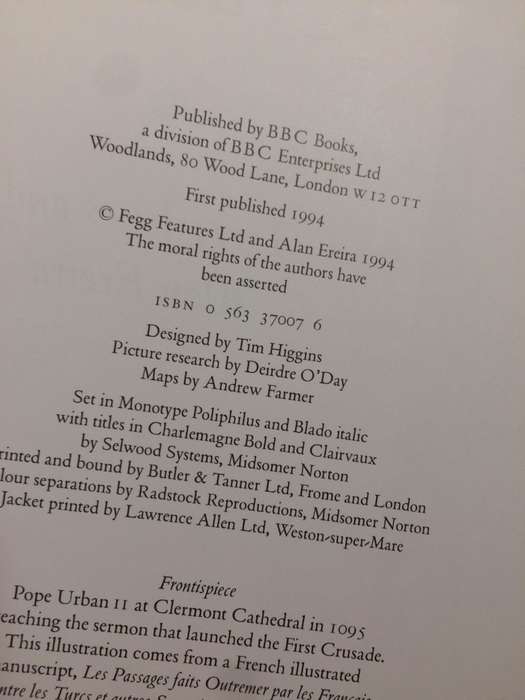 Published by BBC Books,
a division of BBC Enterprises Ltd
Woodlands, 80 Wood Lane, London W12 0TT
First published 1994
© Fegg Features Ltd and Alan Ereira 1994
The moral rights of the authors have
been asserted
ISBN 0 563 37007 6
Designed by Tim Higgins
Picture research by Deirdre O'Day
Maps by Andrew Farmer
Set in Monotype Poliphilus and Blado italic
with titles in Charlemagne Bold and Clairvaux
by Selwood Systems, Midsomer Norton
rinted and bound by Butler & Tanner Ltd, Frome and London
lour separations by Radstock Reproductions, Midsomer Norton
Jacket printed by Lawrence Allen Ltd, Weston-super-Mare
Frontispiece
Pope Urban II at Clermont Cathedral in 1095
eaching the sermon that launched the First Crusade.
This illustration comes from a French illustrated
anuscript, Les Passages faits Outremer par les Français
ntre les Turcs et autres